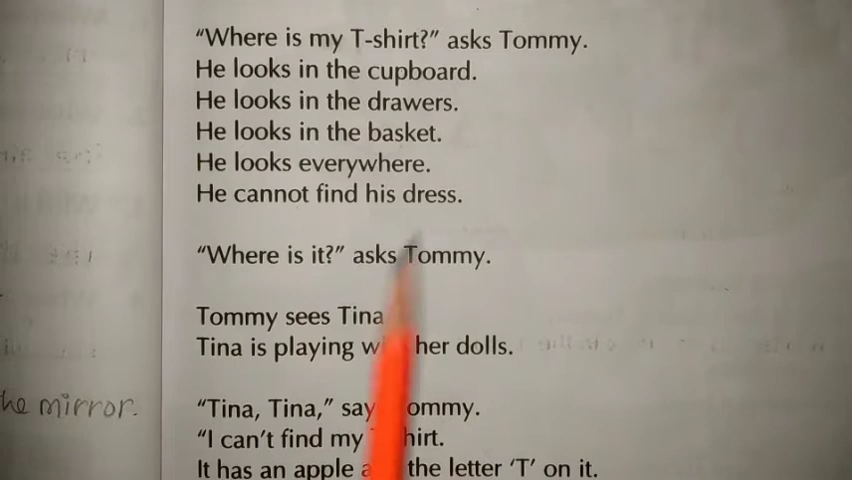 "Where is my T-shirt?" asks Tommy.
He looks in the cupboard.
He looks in the drawers.
He looks in the basket.
He looks everywhere.
He cannot find his dress.
"Where is it?" asks Tommy.
Tommy sees Tina
Tina is playing her dolls.
he mirror.
"Tina, Tina," say ommy.
"I can't find my hirt.
It has an apple the letter 'T' on it.